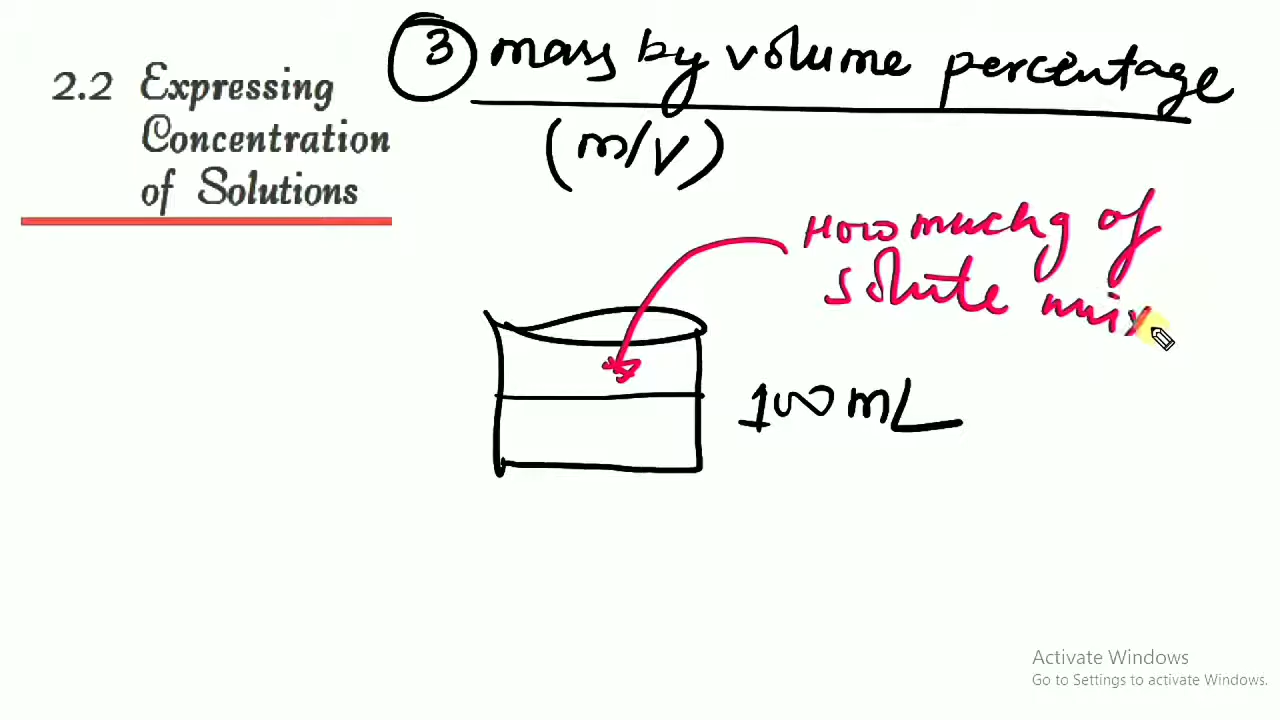 2.2 Expressing
Concentration
of Solutions
3 mass by volume percentage
(m/V)
How much g of
solute mix
100 mL
Activate Windows
Go to Settings to activate Windows.